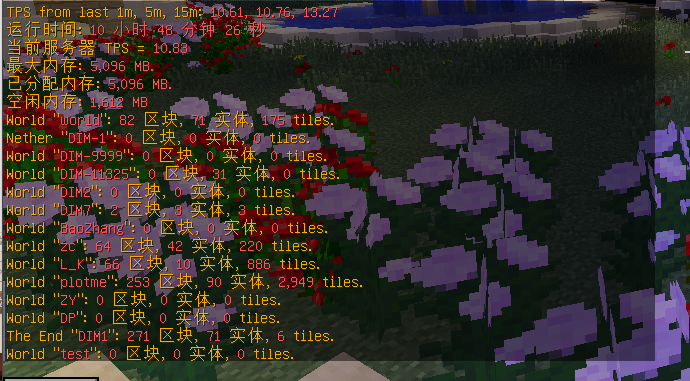 TPS from last 1m, 5m, 15m: 10.61, 10.76, 13.27
运行时间: 10 小时 48 分钟 26 秒
当前服务器 TPS = 10.83
最大内存: 5,096 MB.
已分配内存: 5,096 MB.
空闲内存: 1,612 MB
World "world": 82 区块, 71 实体, 175 tiles.
Nether "DIM-1": 0 区块, 0 实体, 0 tiles.
World "DIM-9999": 0 区块, 0 实体, 0 tiles.
World "DIM-11325": 0 区块, 31 实体, 0 tiles.
World "DIM2": 0 区块, 0 实体, 0 tiles.
World "DIM7": 2 区块, 3 实体, 3 tiles.
World "BaoZhang": 0 区块, 0 实体, 0 tiles.
World "ZC": 64 区块, 42 实体, 220 tiles.
World "L_K": 66 区块, 10 实体, 886 tiles.
World "plotme": 253 区块, 90 实体, 2,949 tiles.
World "ZY": 0 区块, 0 实体, 0 tiles.
World "DP": 0 区块, 0 实体, 0 tiles.
The End "DIM1": 271 区块, 71 实体, 6 tiles.
World "test": 0 区块, 0 实体, 0 tiles.